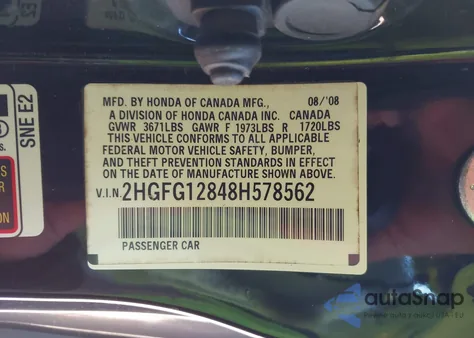 SNE E2
MFD. BY HONDA OF CANADA MFG., 08/'08
A DIVISION OF HONDA CANADA INC. CANADA
GVWR 3671LBS GAWR F 1973LBS R 1720LBS
THIS VEHICLE CONFORMS TO ALL APPLICABLE
FEDERAL MOTOR VEHICLE SAFETY, BUMPER,
AND THEFT PREVENTION STANDARDS IN EFFECT
ON THE DATE OF MANUFACTURE SHOWN ABOVE.
V.I.N. 2HGFG12848H578562
PASSENGER CAR
autoSnap